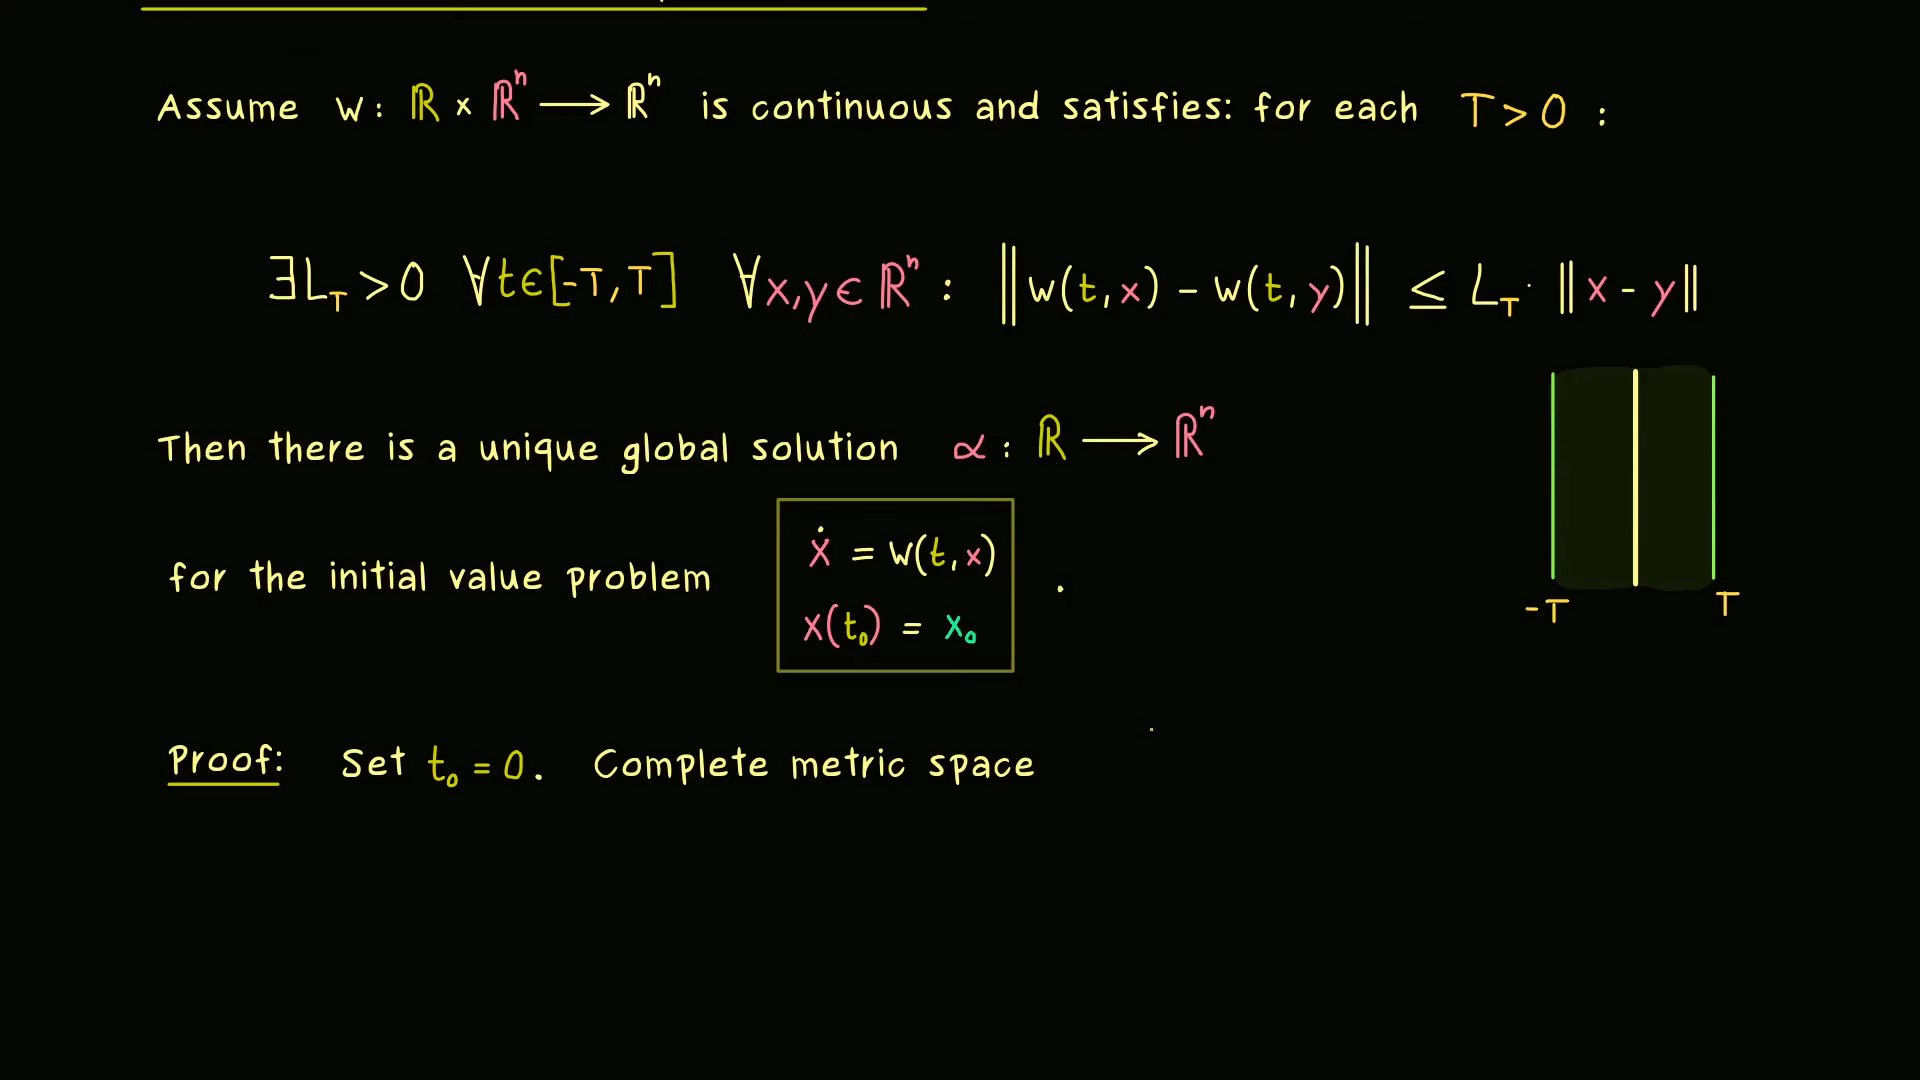 Assume w: ℝ × ℝⁿ ⟶ ℝⁿ is continuous and satisfies: for each T > 0 :
∃L_T > 0 ∀t∈[-T,T] ∀x,y∈ℝⁿ : ‖w(t,x) - w(t,y)‖ ≤ L_T · ‖x - y‖
Then there is a unique global solution α : ℝ ⟶ ℝⁿ
for the initial value problem ẋ = w(t,x)
x(t₀) = x₀ .
-T T
Proof: Set t₀ = 0. Complete metric space